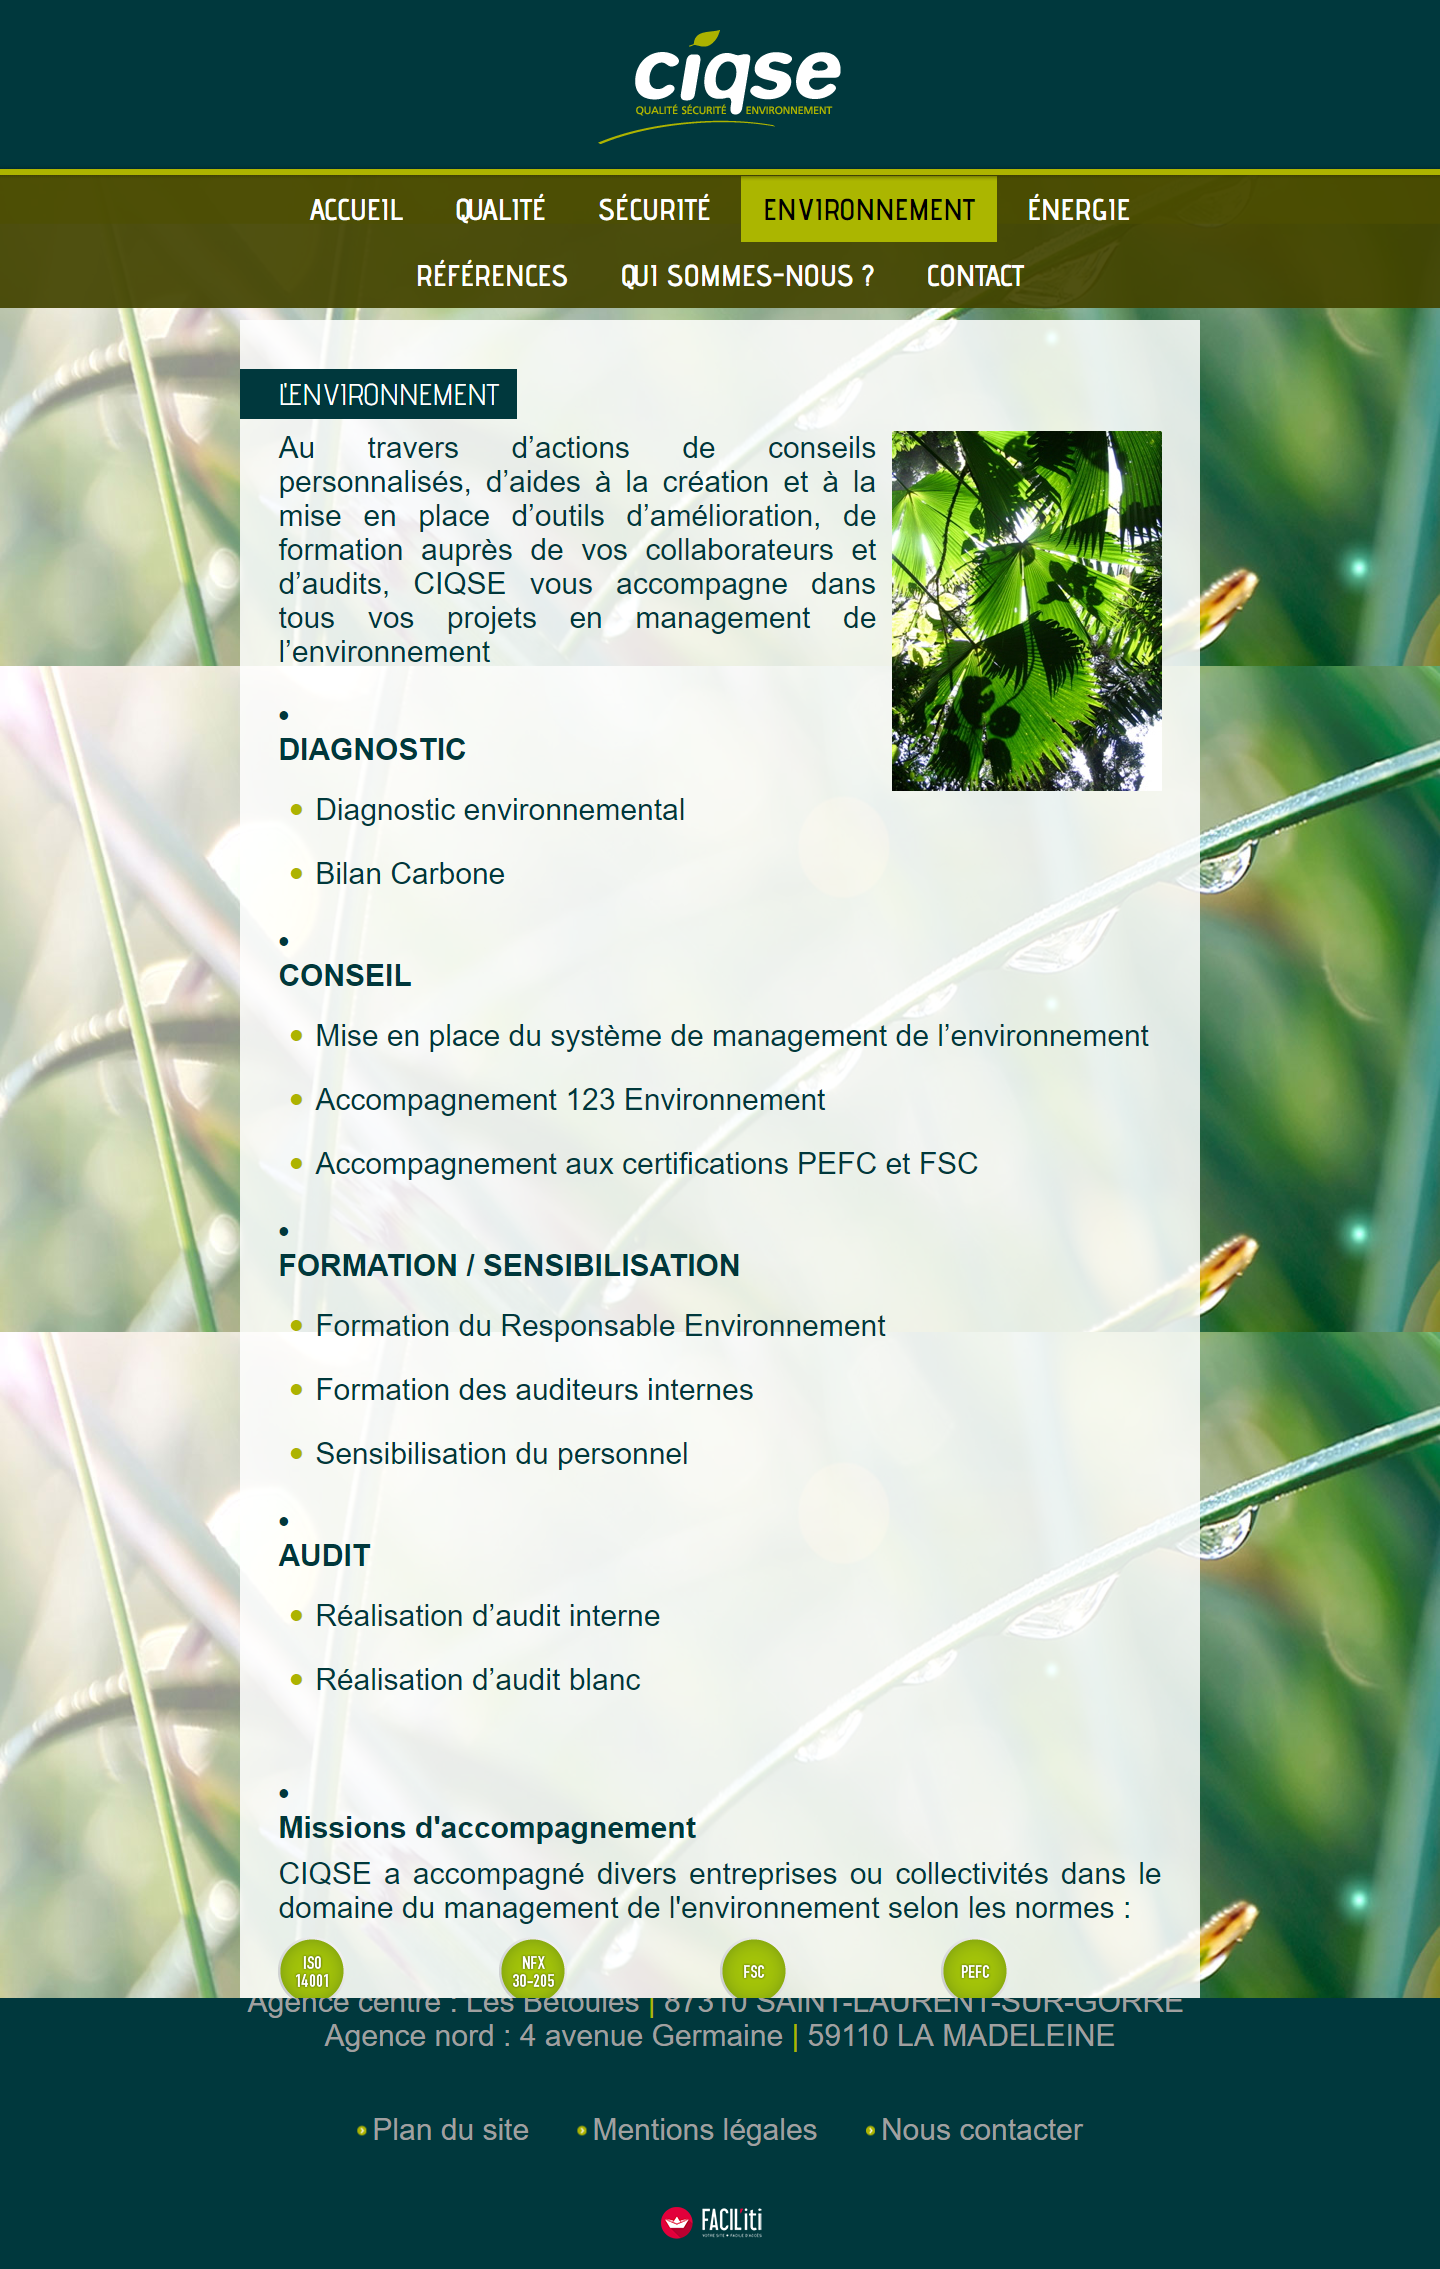 ciqse
QUALITÉ SÉCURITÉ ENVIRONNEMENT
ACCUEIL QUALITÉ SÉCURITÉ ENVIRONNEMENT ÉNERGIE
RÉFÉRENCES QUI SOMMES-NOUS ? CONTACT
L'ENVIRONNEMENT
Au travers d’actions de conseils
personnalisés, d’aides à la création et à la
mise en place d’outils d’amélioration, de
formation auprès de vos collaborateurs et
d’audits, CIQSE vous accompagne dans
tous vos projets en management de
l’environnement
•
DIAGNOSTIC
• Diagnostic environnemental
• Bilan Carbone
•
CONSEIL
• Mise en place du système de management de l’environnement
• Accompagnement 123 Environnement
• Accompagnement aux certifications PEFC et FSC
•
FORMATION / SENSIBILISATION
• Formation du Responsable Environnement
• Formation des auditeurs internes
• Sensibilisation du personnel
•
AUDIT
• Réalisation d’audit interne
• Réalisation d’audit blanc
•
Missions d'accompagnement
CIQSE a accompagné divers entreprises ou collectivités dans le
domaine du management de l'environnement selon les normes :
ISO 14001 NFX 30-205 FSC PEFC
Agence centre : Les Bétoulles | 87310 SAINT-LAURENT-SUR-GORRE
Agence nord : 4 avenue Germaine | 59110 LA MADELEINE
Plan du site Mentions légales Nous contacter
FACIL'iti